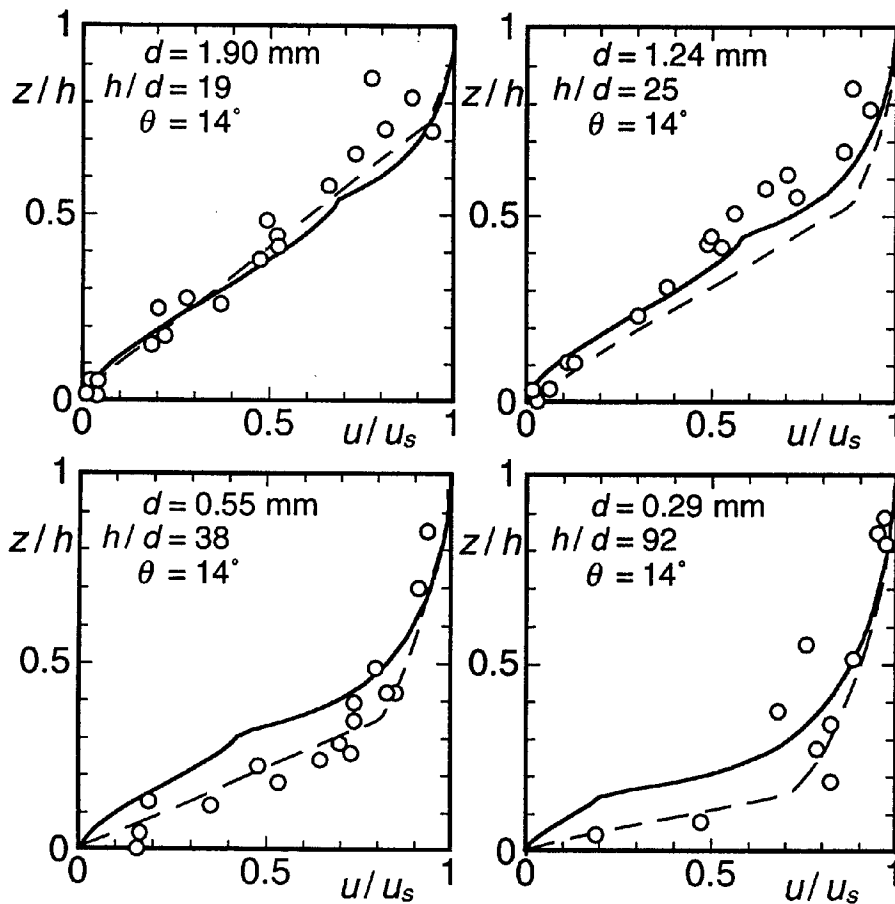 1
d = 1.90 mm
z/h
h/d = 19
θ = 14°
0.5
0
0.5
u/us
1
1
d = 1.24 mm
z/h
h/d = 25
θ = 14°
0.5
0
0
0.5
u/us
1
1
d = 0.55 mm
z/h
h/d = 38
θ = 14°
0.5
0
0
0.5
u/us
1
1
d = 0.29 mm
z/h
h/d = 92
θ = 14°
0.5
0
0
0.5
u/us
1